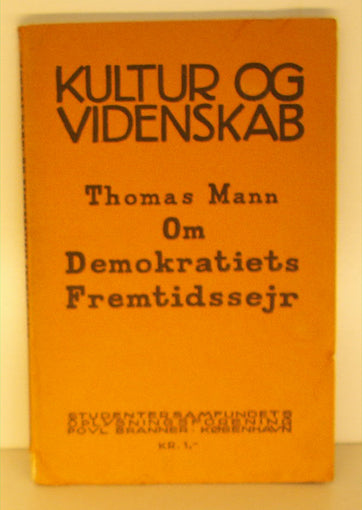 KULTUR OG
VIDENSKAB
Thomas Mann
Om
Demokratiets
Fremtidssejr
STUDENTERSAMFUNDETS
OPLYSNINGSFORENING
POVL BRANNER KØBENHAVN
KR. 1,-